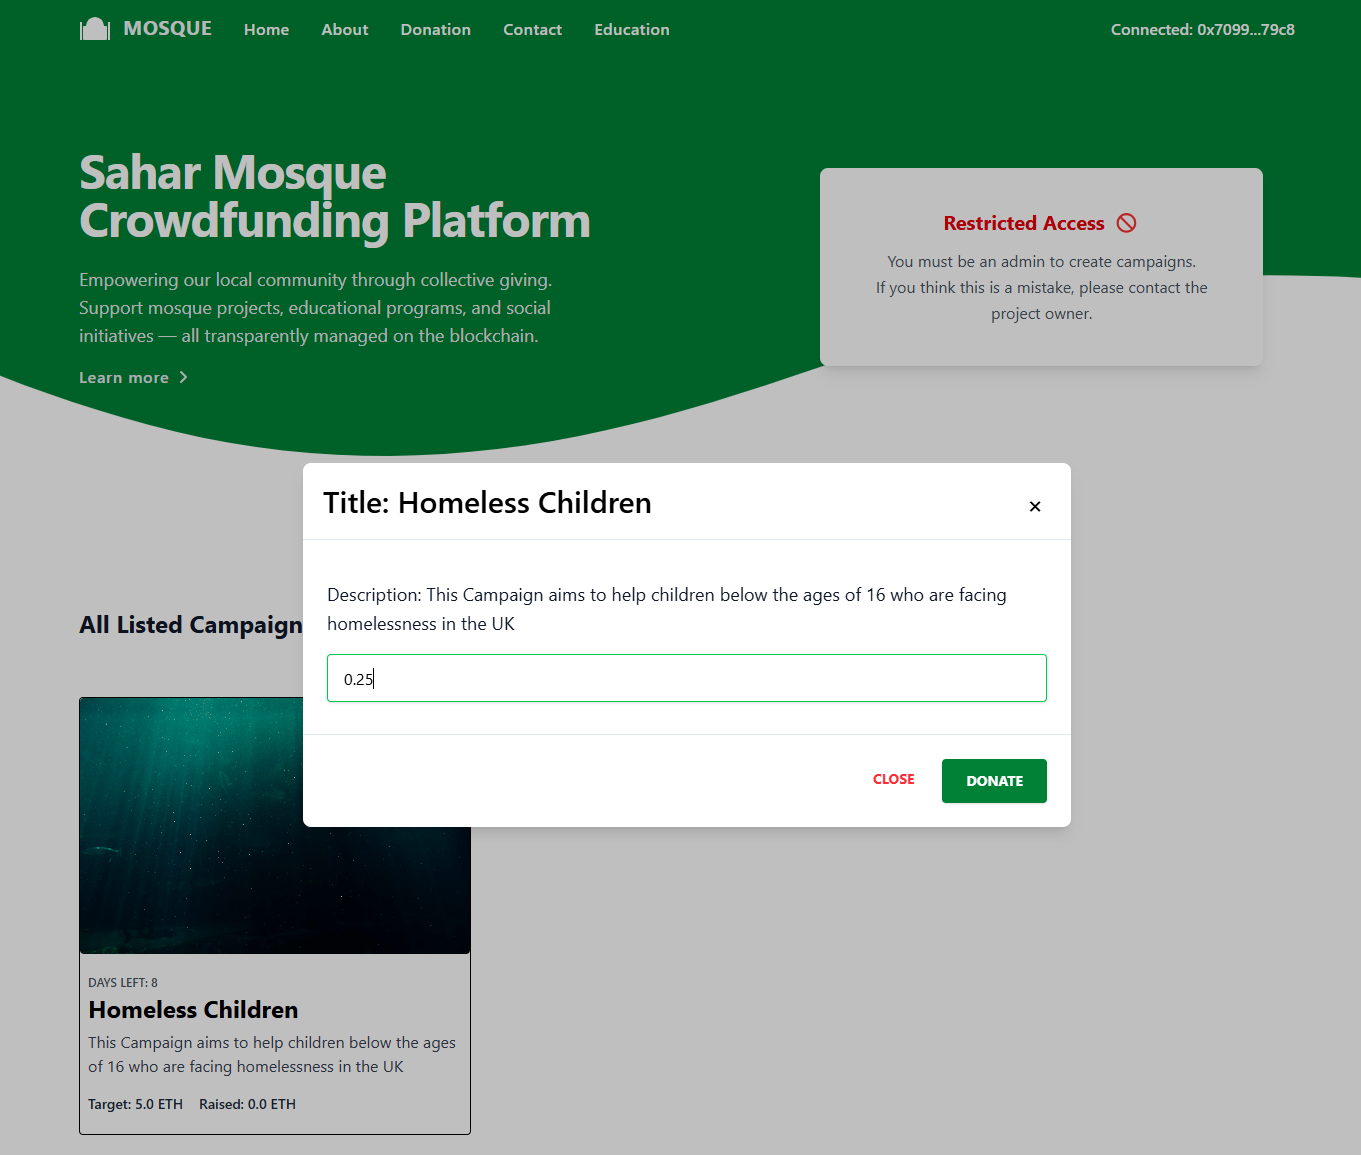 MOSQUE Home About Donation Contact Education Connected: 0x7099...79c8
Sahar Mosque
Crowdfunding Platform
Empowering our local community through collective giving.
Support mosque projects, educational programs, and social
initiatives — all transparently managed on the blockchain.
Learn more
Restricted Access
You must be an admin to create campaigns.
If you think this is a mistake, please contact the
project owner.
Title: Homeless Children
×
Description: This Campaign aims to help children below the ages of 16 who are facing
homelessness in the UK
0.25
CLOSE DONATE
All Listed Campaign
DAYS LEFT: 8
Homeless Children
This Campaign aims to help children below the ages
of 16 who are facing homelessness in the UK
Target: 5.0 ETH Raised: 0.0 ETH